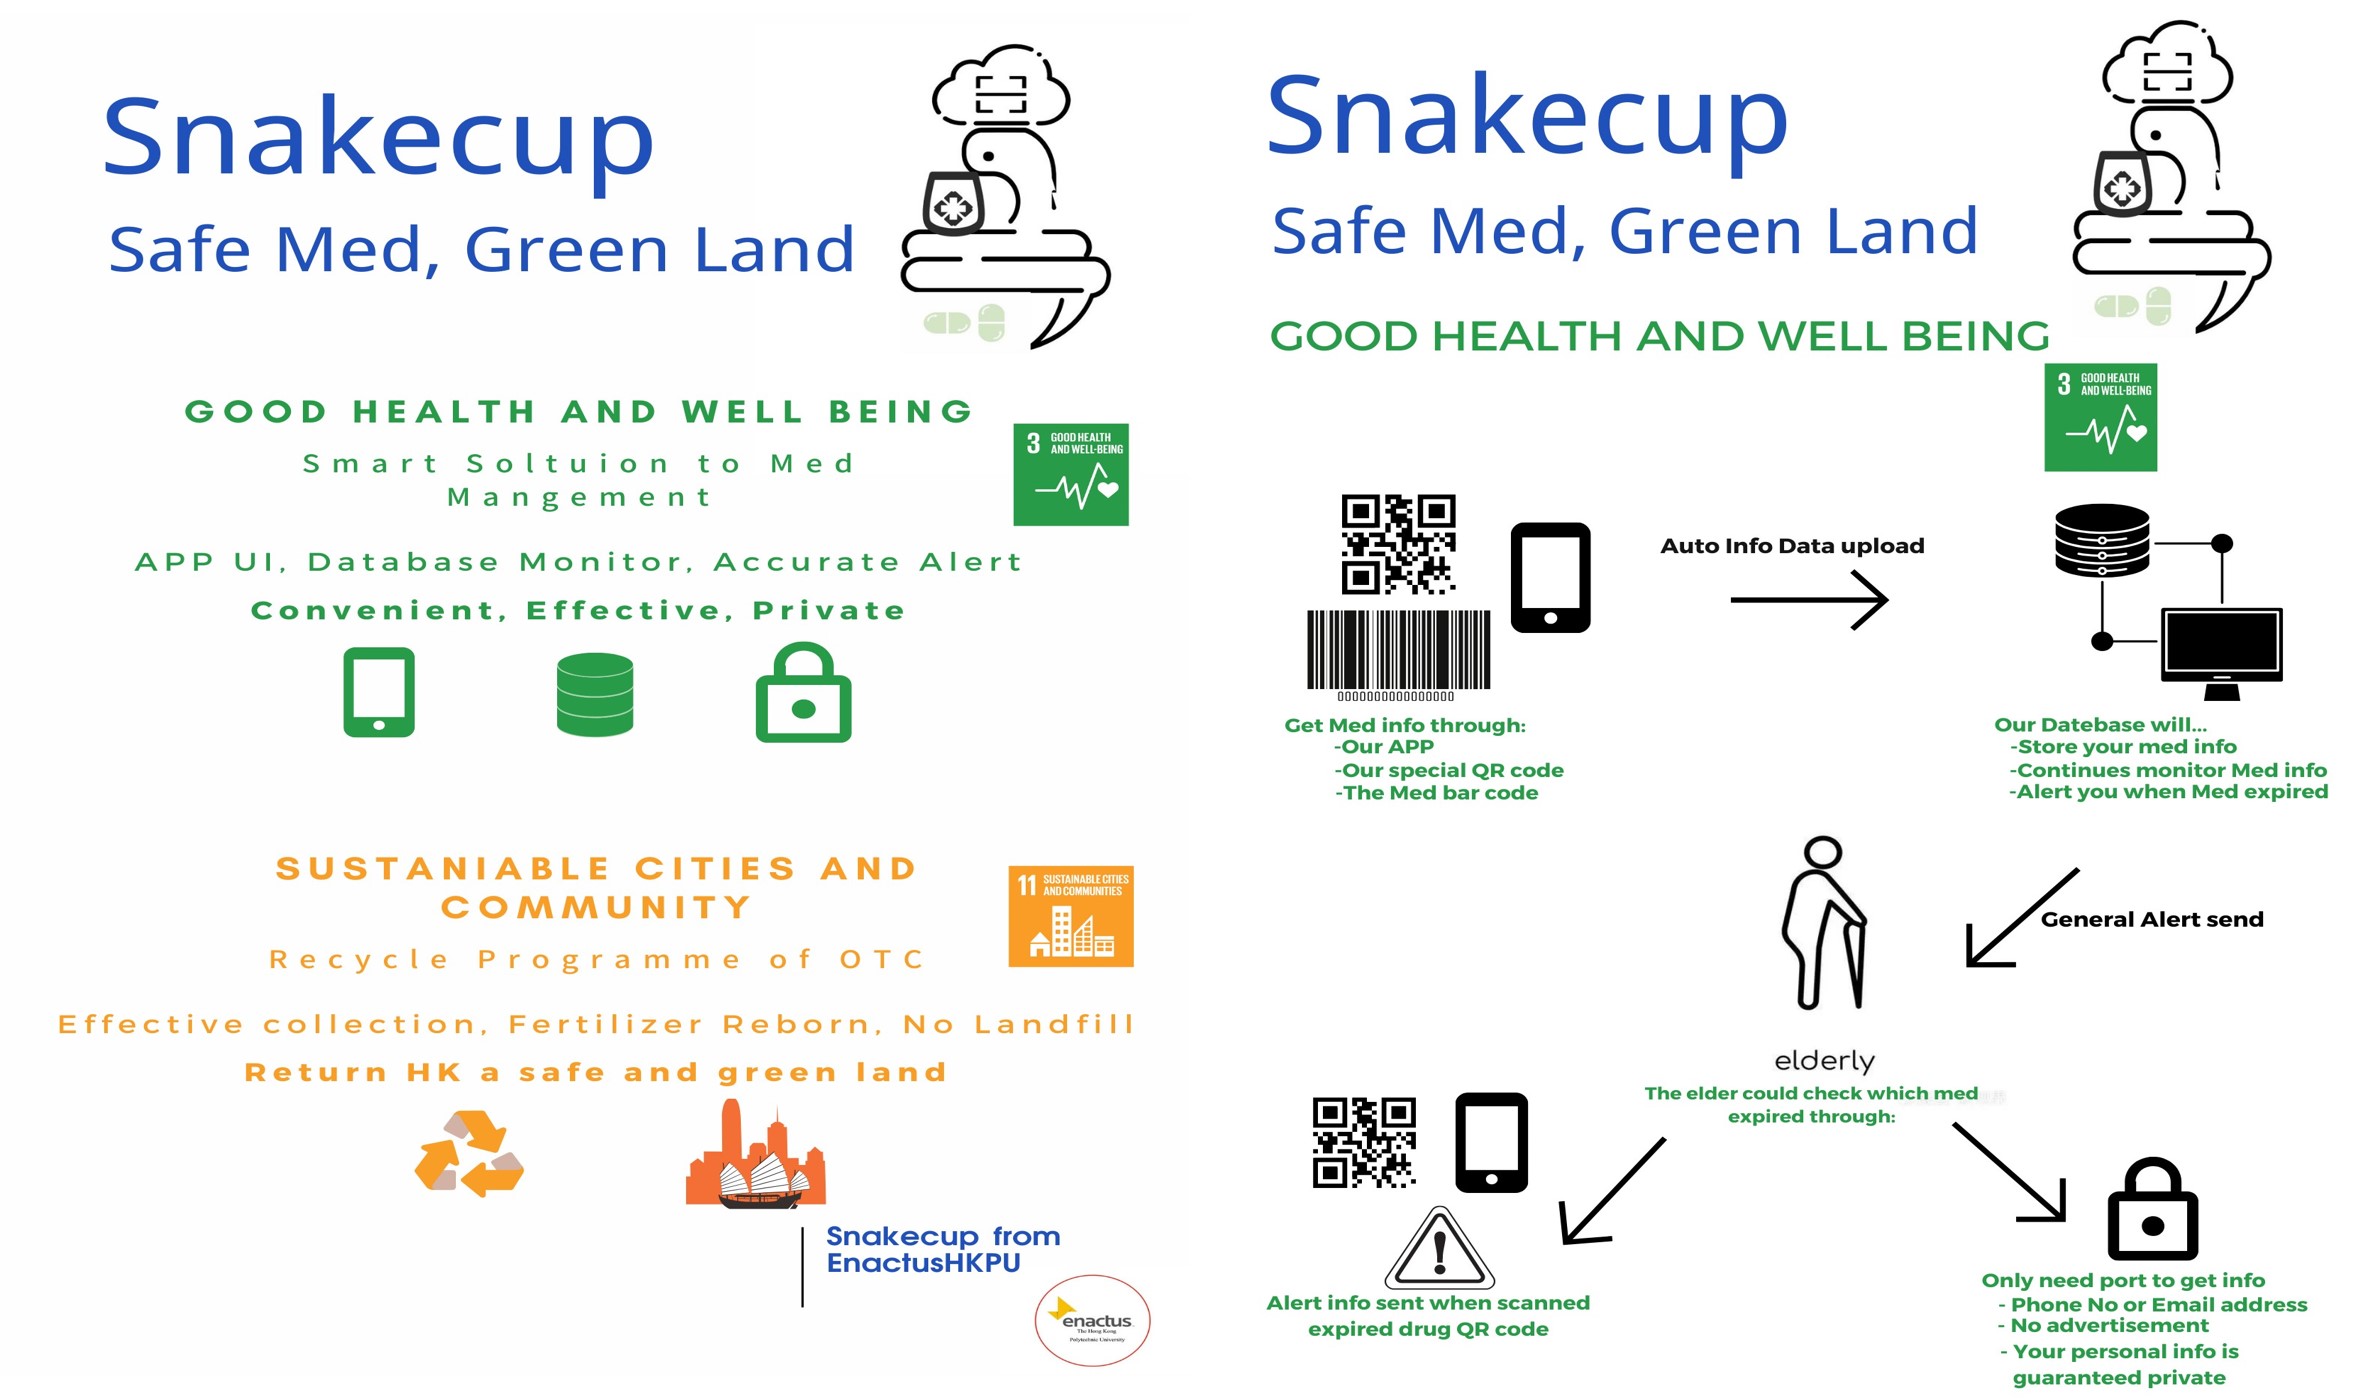 Snakecup
Safe Med, Green Land
GOOD HEALTH AND WELL BEING
Smart Soltuion to Med
Mangement
3 GOOD HEALTH
AND WELL-BEING
APP UI, Database Monitor, Accurate Alert
Convenient, Effective, Private
SUSTANIABLE CITIES AND
COMMUNITY
11 SUSTAINABLE CITIES
AND COMMUNITIES
Recycle Programme of OTC
Effective collection, Fertilizer Reborn, No Landfill
Return HK a safe and green land
Snakecup from
EnactusHKPU
enactus
The Hong Kong
Polytechnic University
Snakecup
Safe Med, Green Land
GOOD HEALTH AND WELL BEING
3 GOOD HEALTH
AND WELL-BEING
Auto Info Data upload
0000000000000000
Get Med info through:
-Our APP
-Our special QR code
-The Med bar code
Our Datebase will...
-Store your med info
-Continues monitor Med info
-Alert you when Med expired
General Alert send
elderly
The elder could check which med
expired through:
Alert info sent when scanned
expired drug QR code
Only need port to get info
- Phone No or Email address
- No advertisement
- Your personal info is
guaranteed private